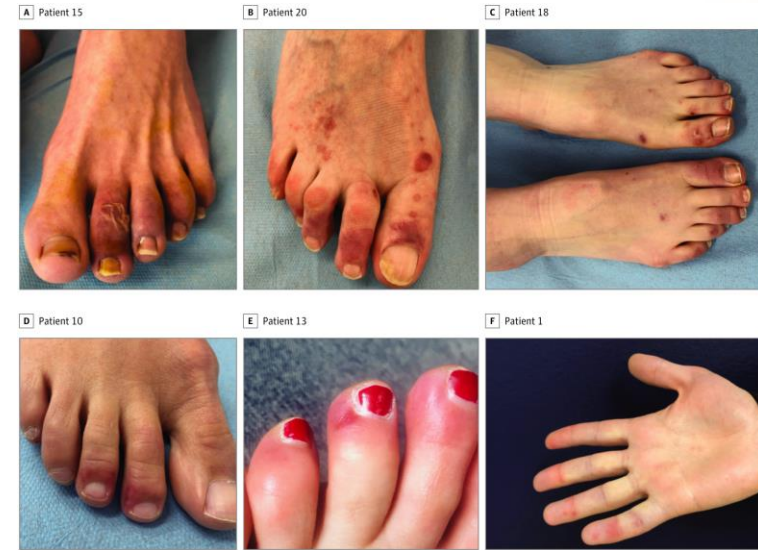 A Patient 15
B Patient 20
C Patient 18
D Patient 10
E Patient 13
F Patient 1